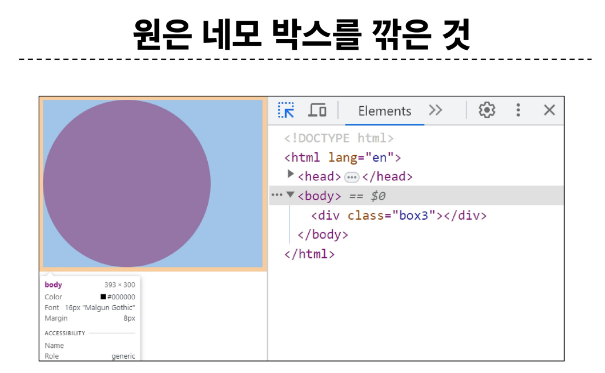 원은 네모 박스를 깎은 것
Elements
<!DOCTYPE html>
<html lang="en">
<head> ••• </head>
••• <body> == $0
<div class="box3"></div>
</body>
</html>
body 393 × 300
Color #000000
Font 16px "Malgun Gothic"
Margin 8px
ACCESSIBILITY
Name
Role generic